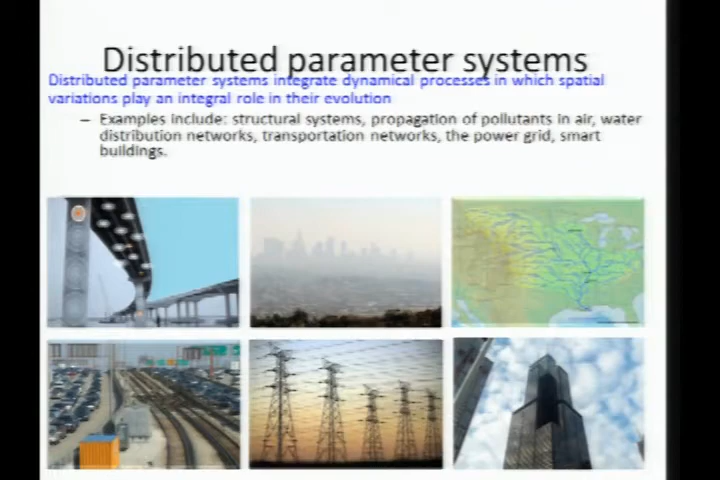 Distributed parameter systems
Distributed parameter systems integrate dynamical processes in which spatial
variations play an integral role in their evolution
– Examples include: structural systems, propagation of pollutants in air, water
distribution networks, transportation networks, the power grid, smart
buildings.